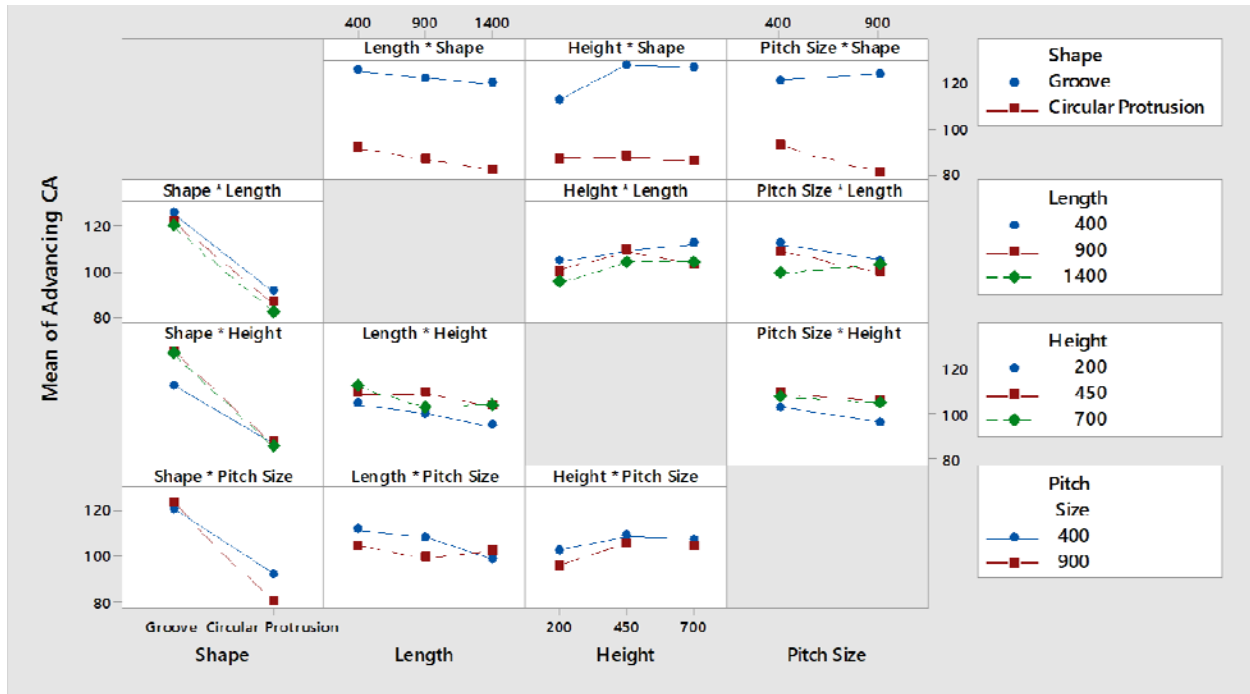 400 900 1400 400 900
Length * Shape Height * Shape Pitch Size * Shape
120
100
80
Shape
Groove
Circular Protrusion
Shape * Length Height * Length Pitch Size * Length
120
100
80
Length
400
900
1400
Shape * Height Length * Height Pitch Size * Height
120
100
80
Height
200
450
700
Shape * Pitch Size Length * Pitch Size Height * Pitch Size
120
100
80
Pitch
Size
400
900
Mean of Advancing CA
Groove Circular Protrusion 200 450 700
Shape Length Height Pitch Size